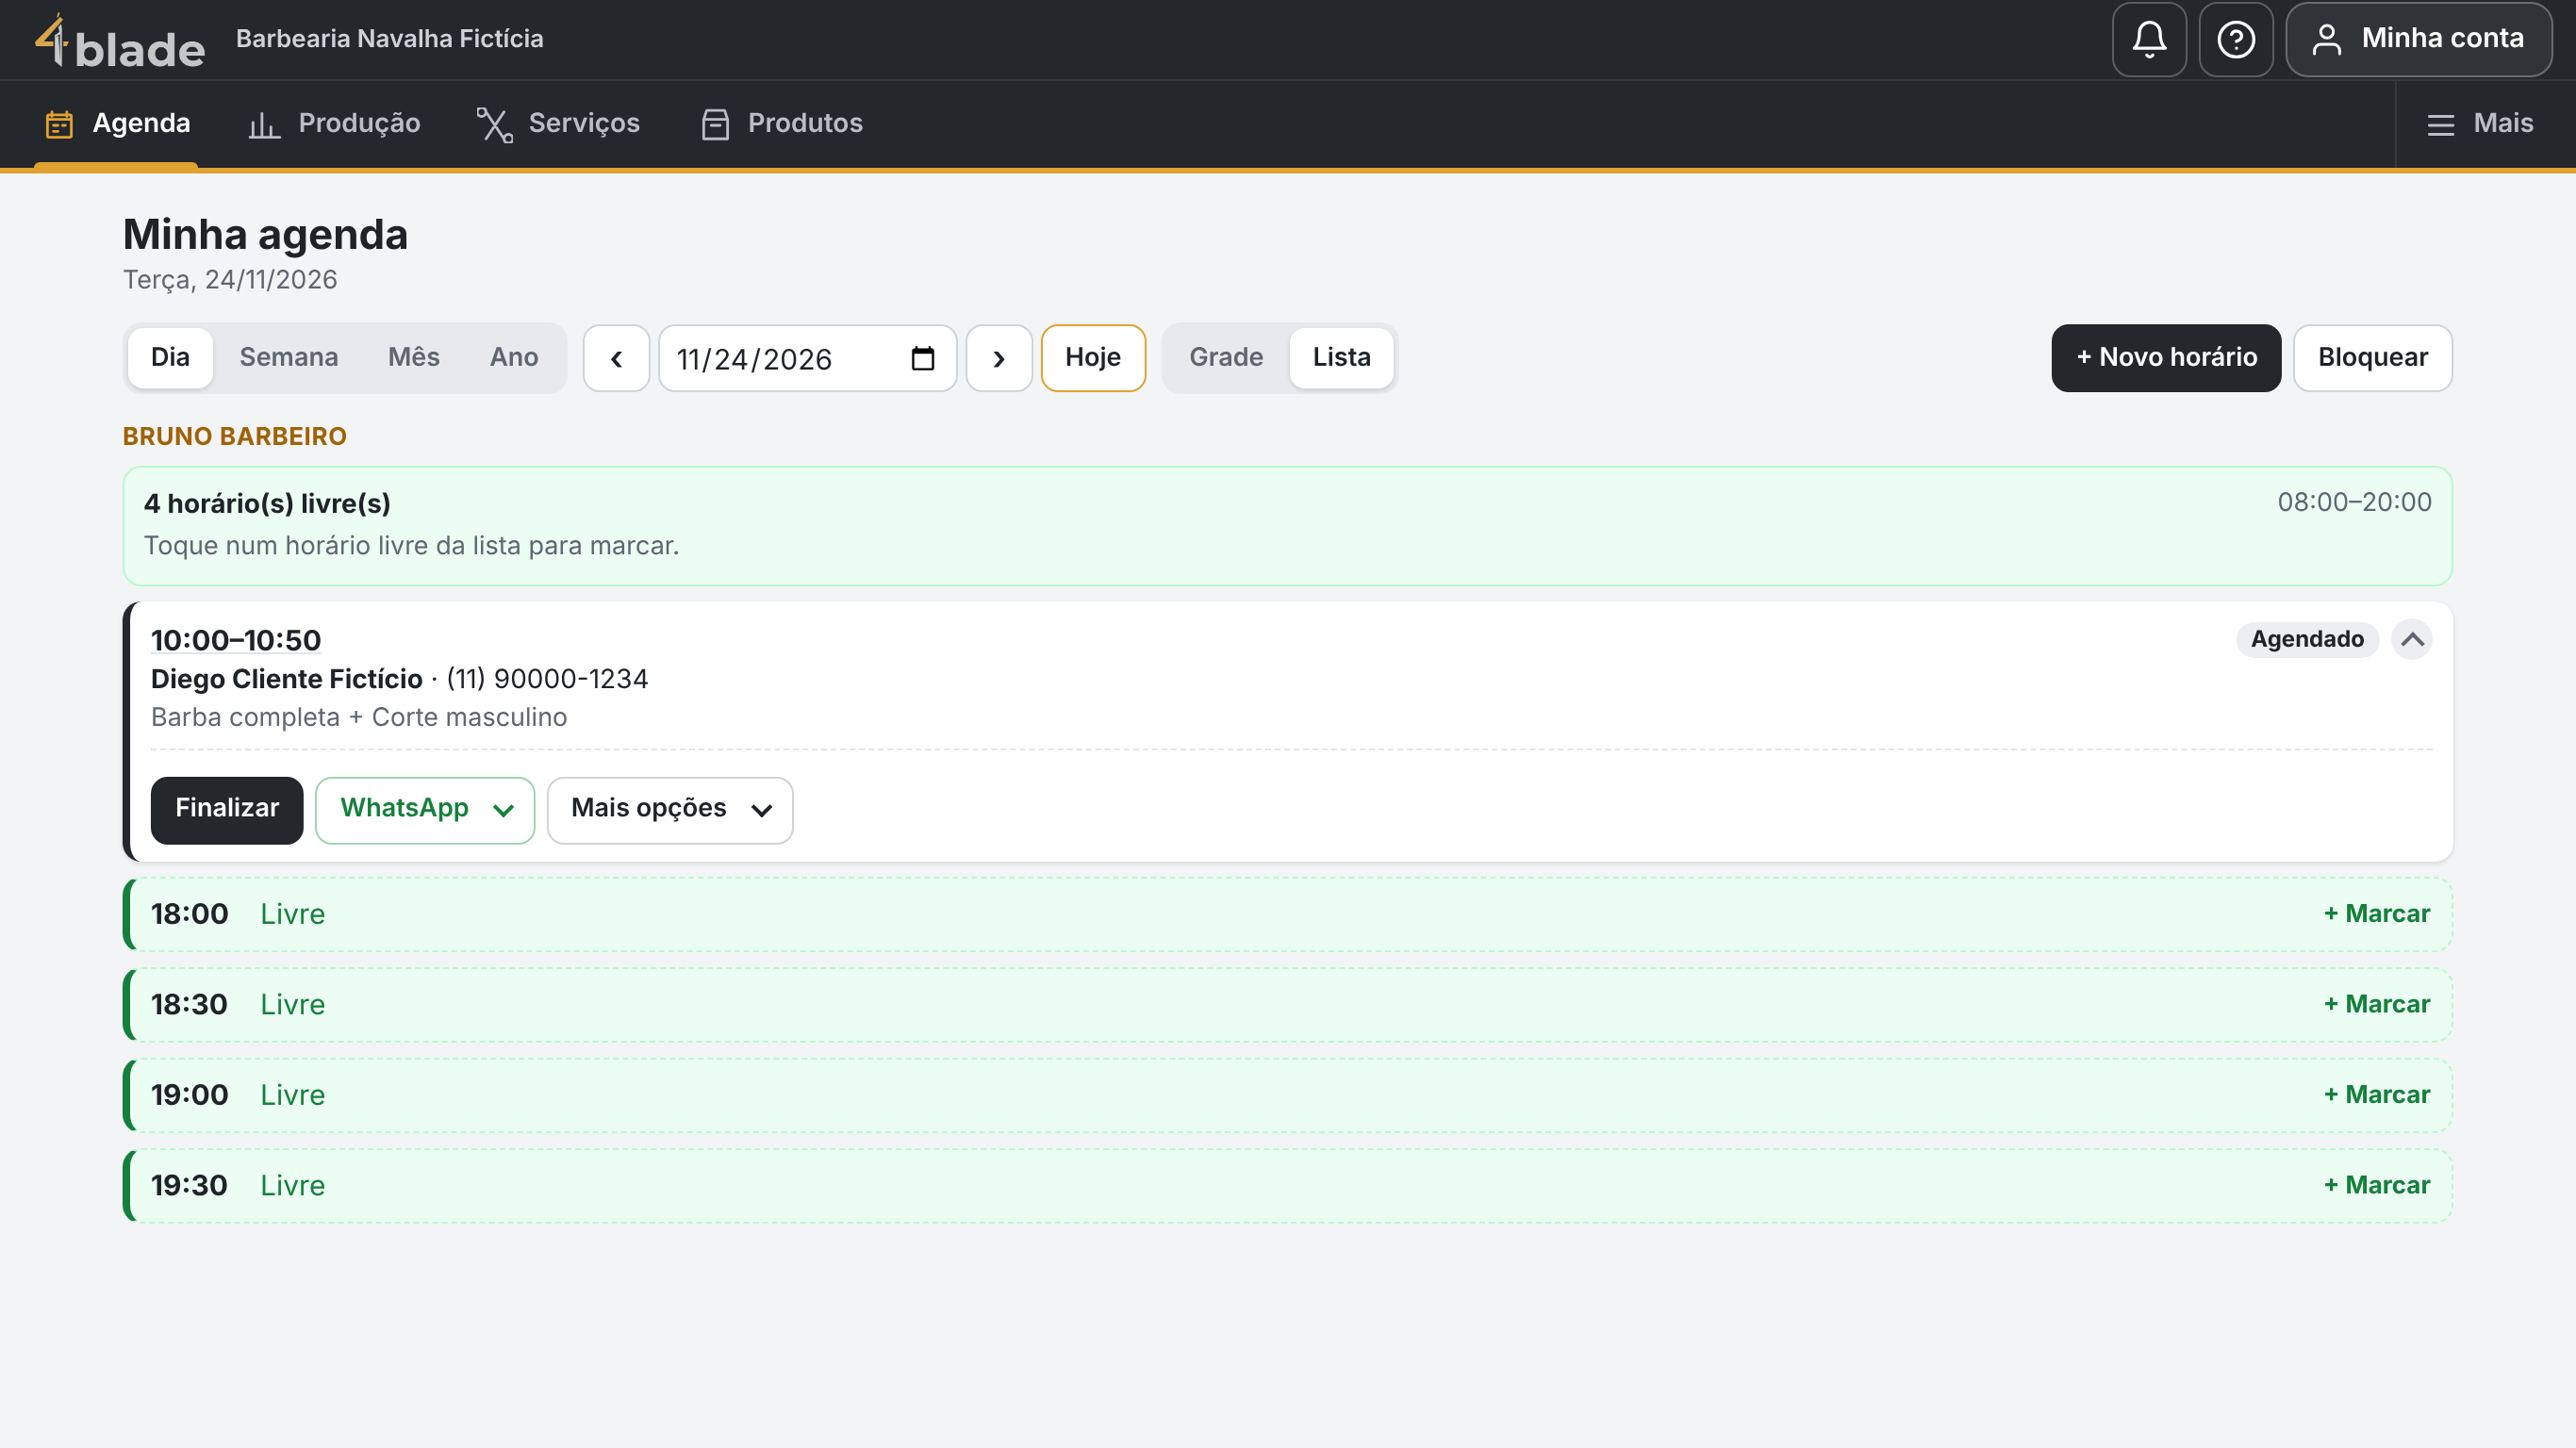 4blade
Barbearia Navalha Fictícia
Minha conta
Agenda
Produção
Serviços
Produtos
Mais
Minha agenda
Terça, 24/11/2026
Dia
Semana
Mês
Ano
‹
11/24/2026
›
Hoje
Grade
Lista
+ Novo horário
Bloquear
BRUNO BARBEIRO
4 horário(s) livre(s)
08:00–20:00
Toque num horário livre da lista para marcar.
10:00–10:50
Agendado
Diego Cliente Fictício · (11) 90000-1234
Barba completa + Corte masculino
Finalizar
WhatsApp
Mais opções
18:00 Livre
+ Marcar
18:30 Livre
+ Marcar
19:00 Livre
+ Marcar
19:30 Livre
+ Marcar